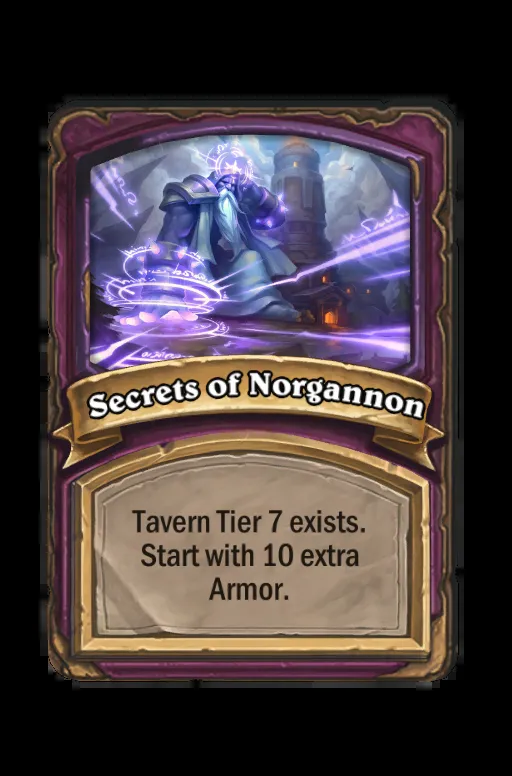 Secrets of Norgannon
Tavern Tier 7 exists.
Start with 10 extra
Armor.